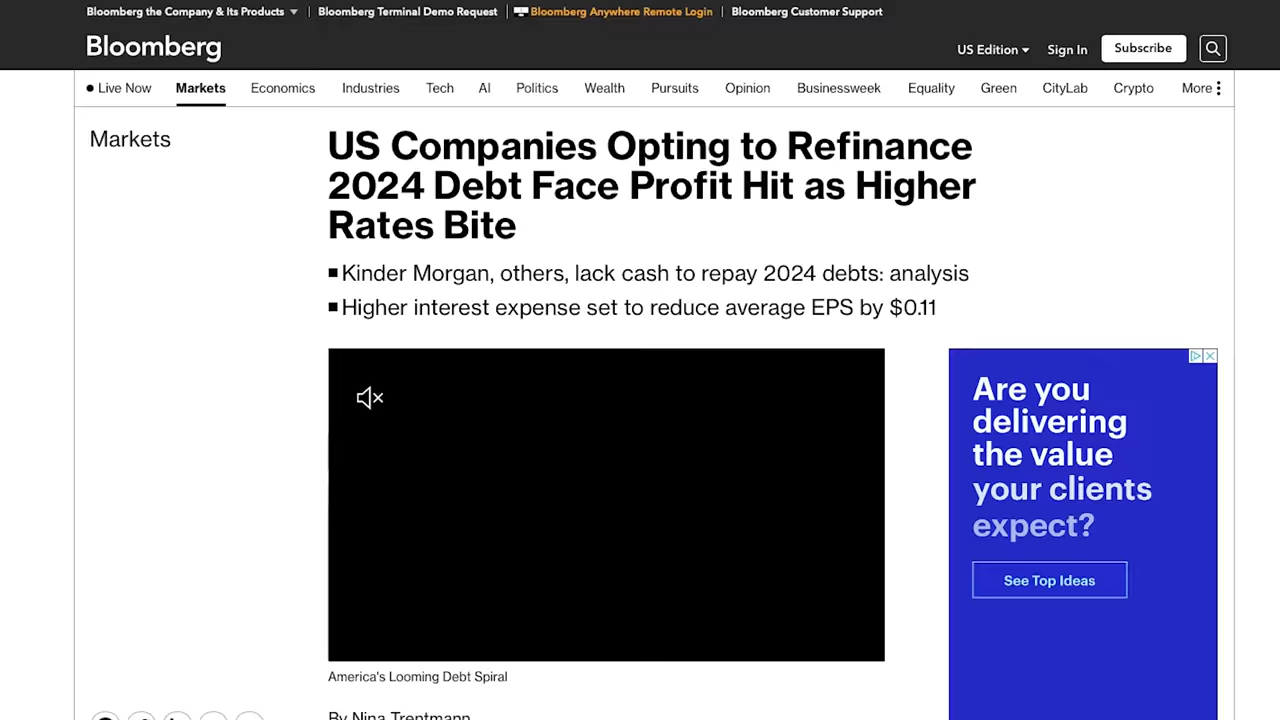 Bloomberg the Company & Its Products
Bloomberg Terminal Demo Request
Bloomberg Anywhere Remote Login
Bloomberg Customer Support
Bloomberg
US Edition
Sign In
Subscribe
Live Now
Markets
Economics
Industries
Tech
AI
Politics
Wealth
Pursuits
Opinion
Businessweek
Equality
Green
CityLab
Crypto
More
Markets
US Companies Opting to Refinance
2024 Debt Face Profit Hit as Higher
Rates Bite
Kinder Morgan, others, lack cash to repay 2024 debts: analysis
Higher interest expense set to reduce average EPS by $0.11
Are you
delivering
the value
your clients
expect?
See Top Ideas
America's Looming Debt Spiral
By Nina Trentmann